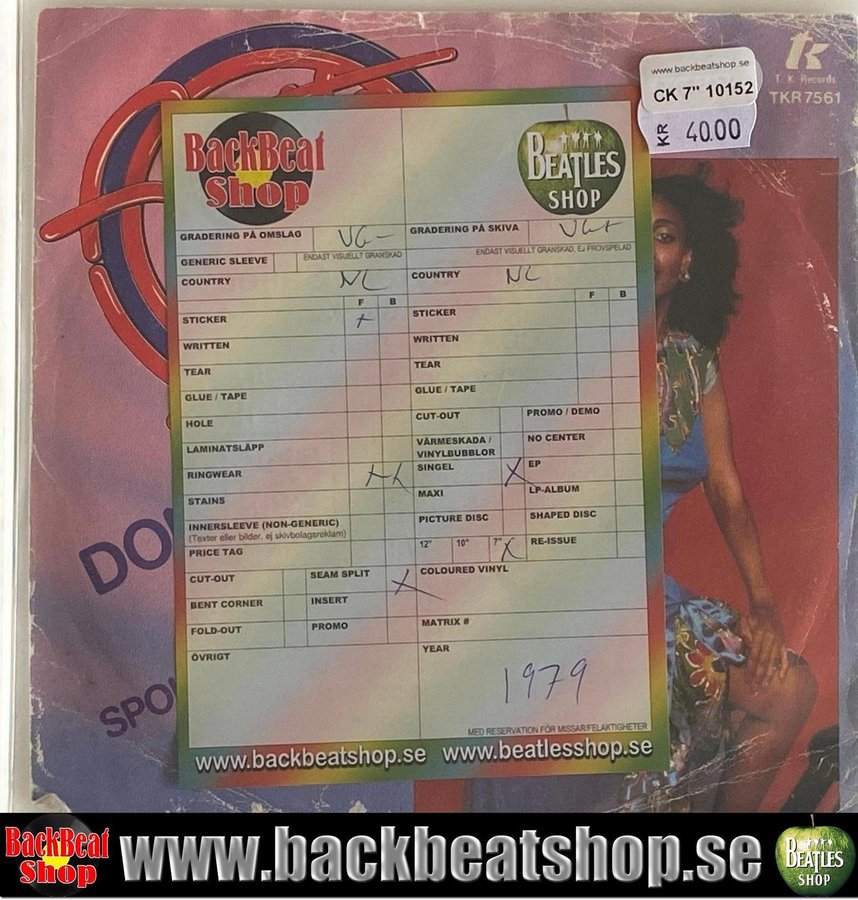 tk
T. K. Records
TKR7561
www.backbeatshop.se
CK 7" 10152
KR 40.00
BackBeat Shop
BEATLES SHOP
GRADERING PÅ OMSLAG VG-
GRADERING PÅ SKIVA VG+
GENERIC SLEEVE
ENDAST VISUELLT GRANSKAD
ENDAST VISUELLT GRANSKAD, EJ PROVSPELAD
COUNTRY NL
COUNTRY NL
F B
F B
STICKER +
STICKER
WRITTEN
WRITTEN
TEAR
TEAR
GLUE / TAPE
GLUE / TAPE
HOLE
CUT-OUT
PROMO / DEMO
LAMINATSLÄPP
VÄRMESKADA / VINYLBUBBLOR
NO CENTER
RINGWEAR
SINGEL X
EP
STAINS
MAXI
LP-ALBUM
INNERSLEEVE (NON-GENERIC)
(Texter eller bilder, ej skivbolagsreklam)
PICTURE DISC
SHAPED DISC
PRICE TAG
12" 10" 7" X
RE-ISSUE
CUT-OUT
SEAM SPLIT X
COLOURED VINYL
BENT CORNER
INSERT
FOLD-OUT
PROMO
MATRIX #
ÖVRIGT
YEAR
1979
MED RESERVATION FÖR MISSAR/FELAKTIGHETER
www.backbeatshop.se www.beatlesshop.se
DO
SPO
BackBeat Shop
www.backbeatshop.se
BEATLES SHOP